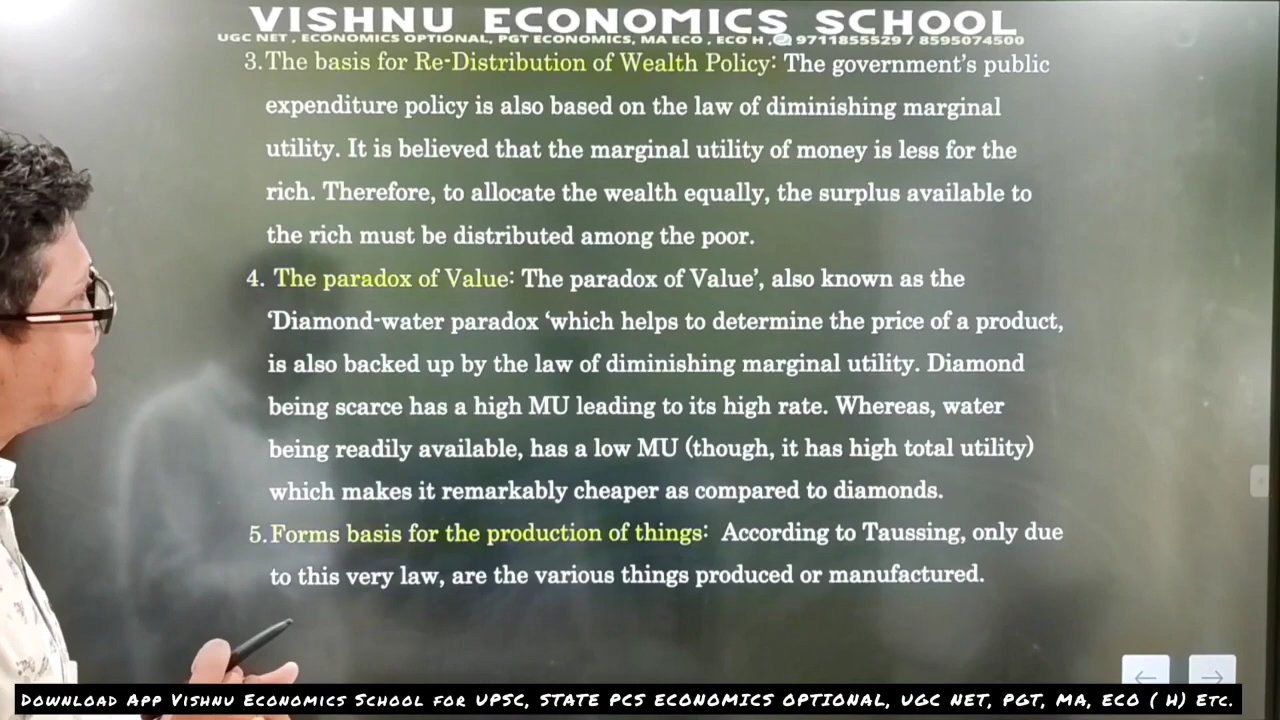 VISHNU ECONOMICS SCHOOL
UGC NET, ECONOMICS OPTIONAL, PGT ECONOMICS, MA ECO, ECO H, 9711855529 / 8595074500
3. The basis for Re-Distribution of Wealth Policy: The government's public
expenditure policy is also based on the law of diminishing marginal
utility. It is believed that the marginal utility of money is less for the
rich. Therefore, to allocate the wealth equally, the surplus available to
the rich must be distributed among the poor.
4. The paradox of Value: The paradox of Value', also known as the
'Diamond-water paradox 'which helps to determine the price of a product,
is also backed up by the law of diminishing marginal utility. Diamond
being scarce has a high MU leading to its high rate. Whereas, water
being readily available, has a low MU (though, it has high total utility)
which makes it remarkably cheaper as compared to diamonds.
5. Forms basis for the production of things: According to Taussing, only due
to this very law, are the various things produced or manufactured.
Download App Vishnu Economics School for UPSC, STATE PCS ECONOMICS OPTIONAL, UGC NET, PGT, MA, ECO ( H) Etc.